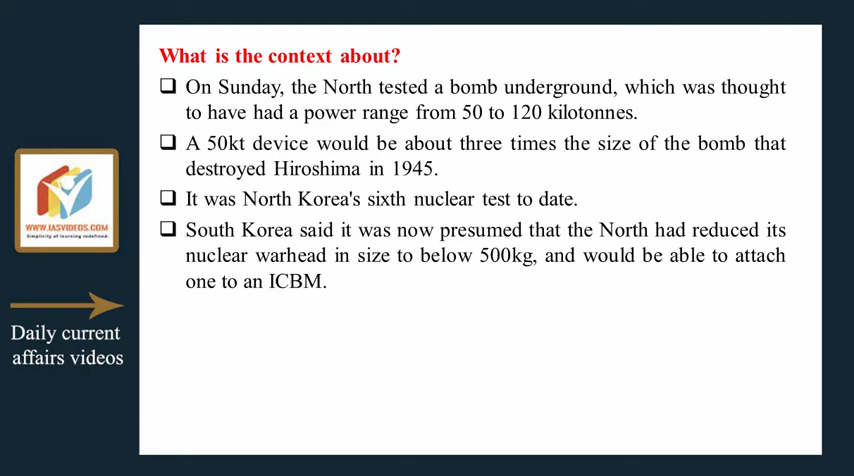 What is the context about?
❑ On Sunday, the North tested a bomb underground, which was thought
to have had a power range from 50 to 120 kilotonnes.
❑ A 50kt device would be about three times the size of the bomb that
destroyed Hiroshima in 1945.
❑ It was North Korea's sixth nuclear test to date.
❑ South Korea said it was now presumed that the North had reduced its
nuclear warhead in size to below 500kg, and would be able to attach
one to an ICBM.
WWW.IASVIDEOS.COM
Simplicity of learning redefined.
Daily current
affairs videos